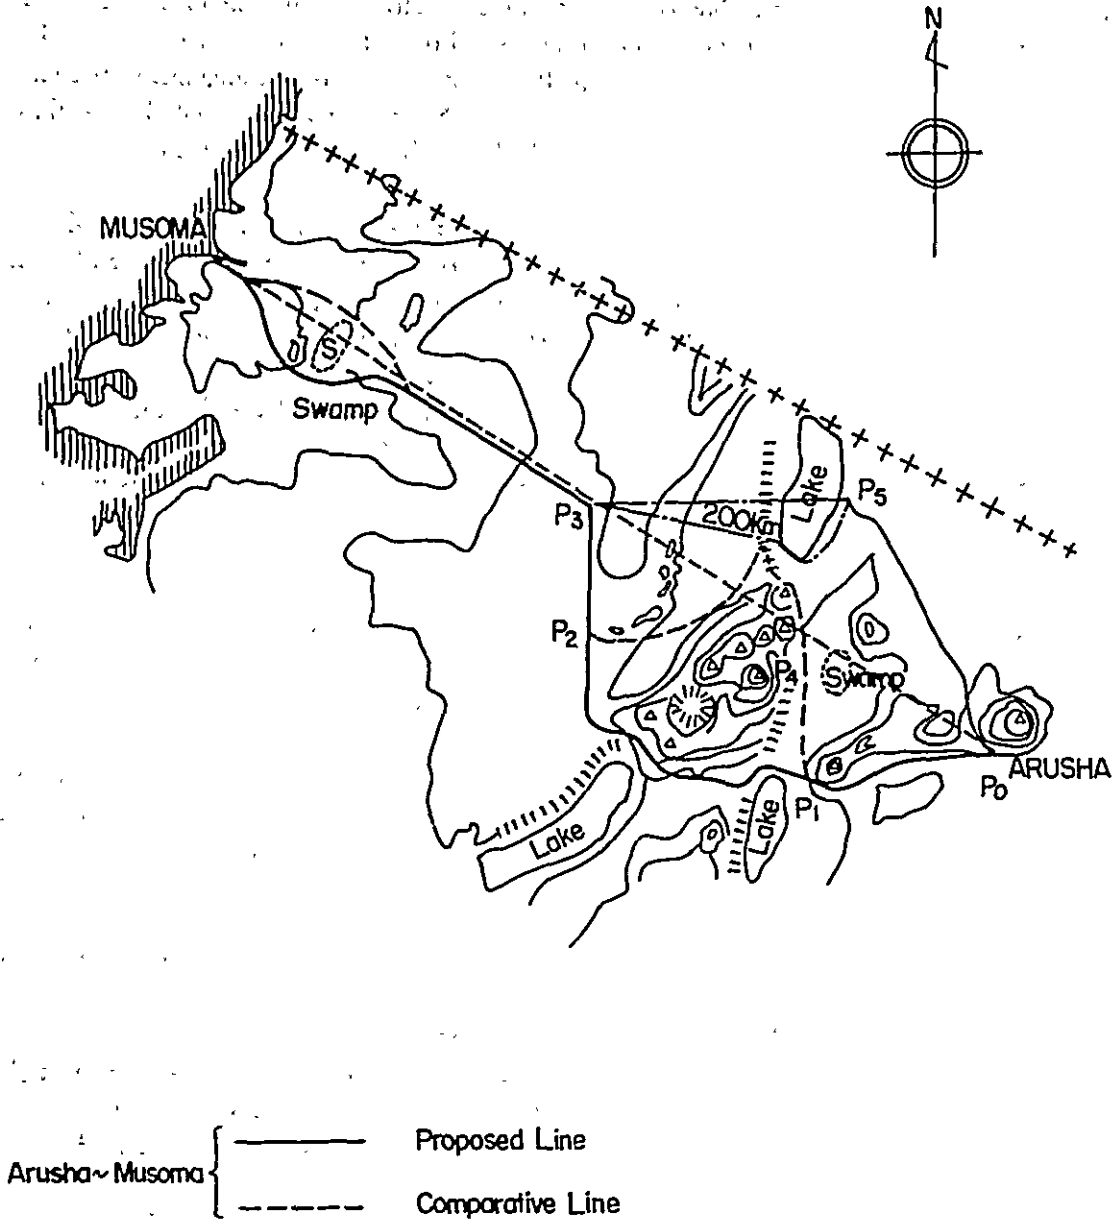 N
MUSOMA
S
Swamp
Lake
P5
P3
200Km
P2
P4
Swamp
ARUSHA
P0
P1
Lake
Lake
Arusha~Musoma
Proposed Line
Comparative Line